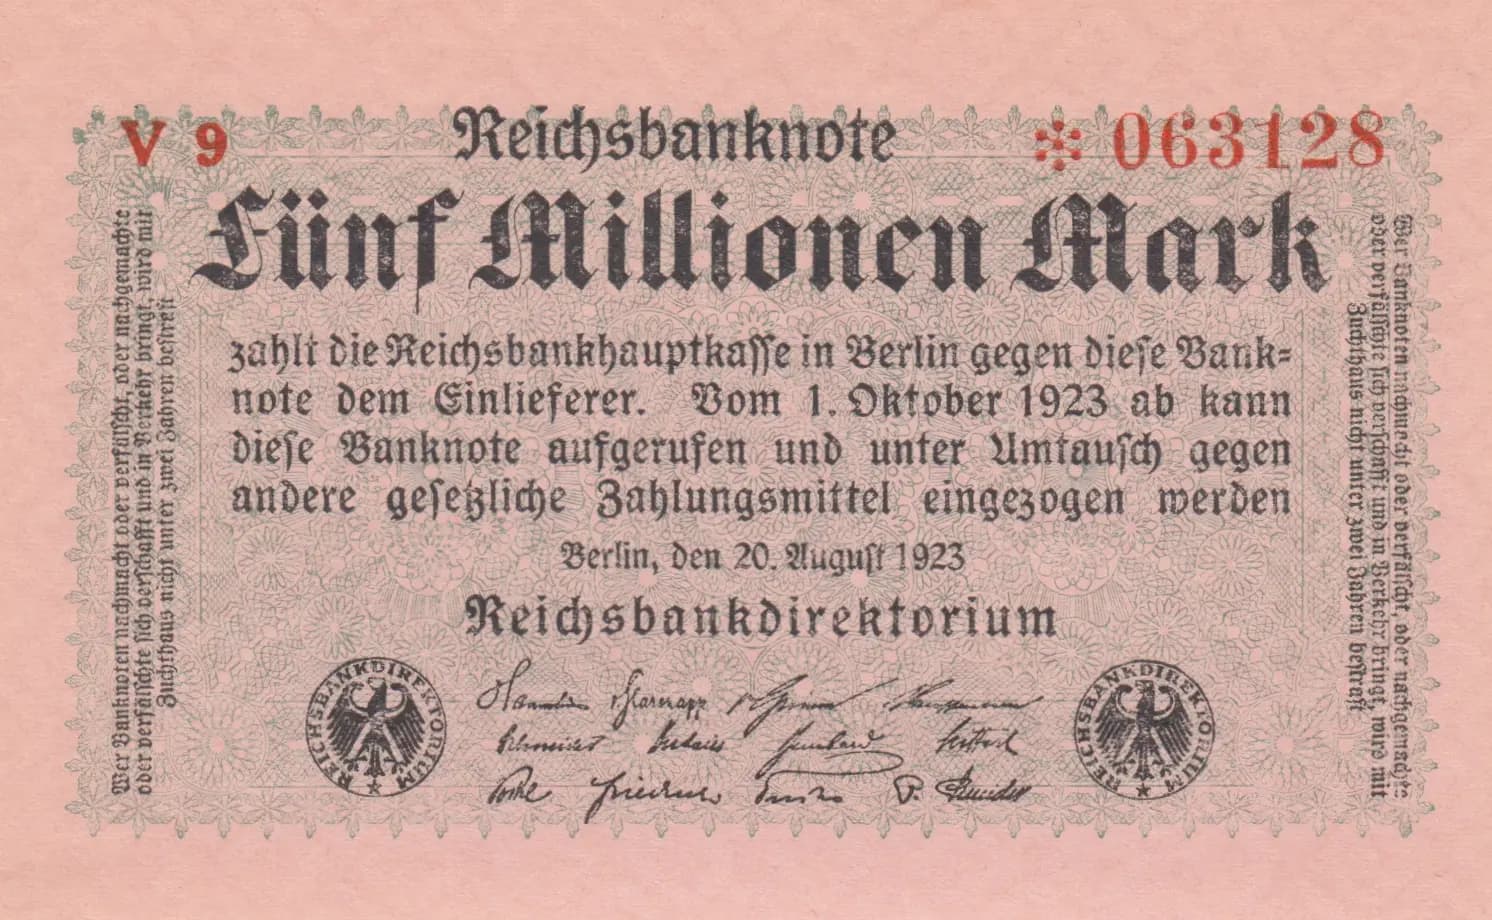 V 9
Reichsbanknote
* 063128
Fünf Millionen Mark
zahlt die Reichsbankhauptkasse in Berlin gegen diese Bank-
note dem Einlieferer. Vom 1. Oktober 1923 ab kann
diese Banknote aufgerufen und unter Umtausch gegen
andere gesetzliche Zahlungsmittel eingezogen werden
Berlin, den 20. August 1923
Reichsbankdirektorium
REICHSBANKDIREKTORIUM
REICHSBANKDIREKTORIUM
Wer Banknoten nachmacht oder verfälscht, oder nachgemachte
oder verfälschte sich verschafft und in Verkehr bringt, wird mit
Zuchthaus nicht unter zwei Jahren bestraft
Wer Banknoten nachmacht oder verfälscht, oder nachgemachte
oder verfälschte sich verschafft und in Verkehr bringt, wird mit
Zuchthaus nicht unter zwei Jahren bestraft